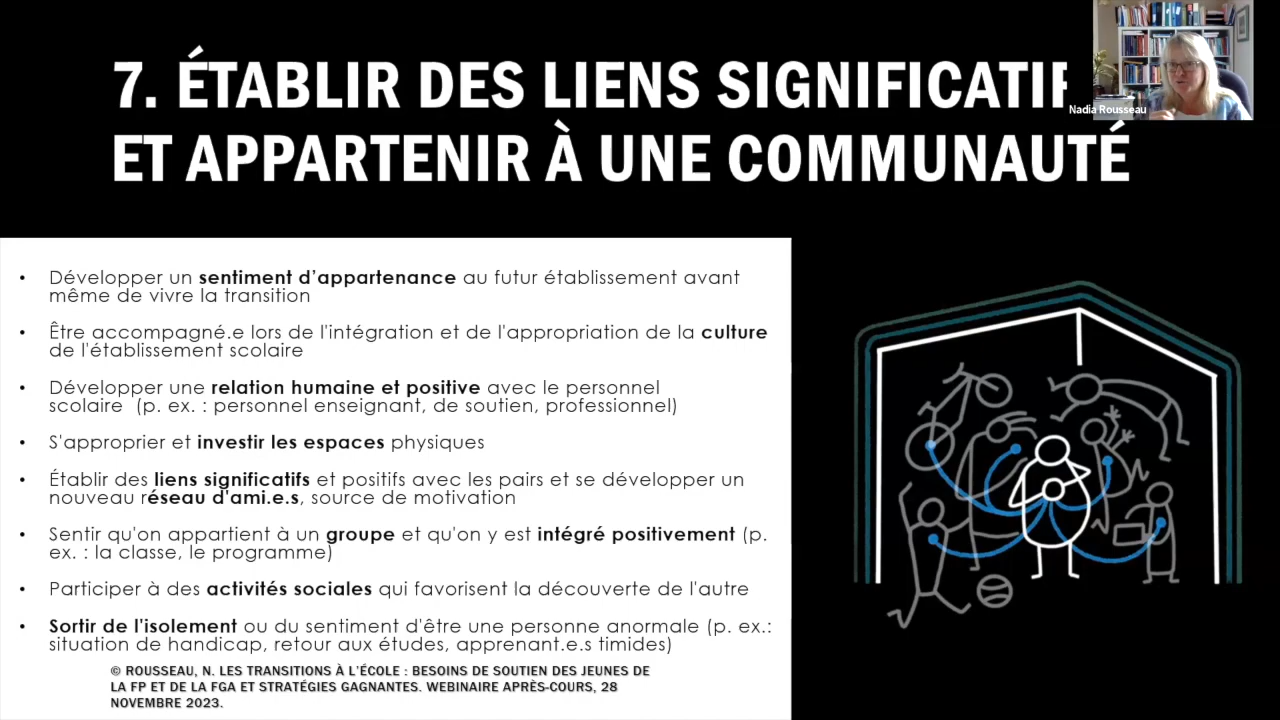 7. ÉTABLIR DES LIENS SIGNIFICATIF
ET APPARTENIR À UNE COMMUNAUTÉ
Nadia Rousseau
• Développer un sentiment d’appartenance au futur établissement avant
même de vivre la transition
• Être accompagné.e lors de l'intégration et de l'appropriation de la culture
de l'établissement scolaire
• Développer une relation humaine et positive avec le personnel
scolaire (p. ex. : personnel enseignant, de soutien, professionnel)
• S'approprier et investir les espaces physiques
• Établir des liens significatifs et positifs avec les pairs et se développer un
nouveau réseau d'ami.e.s, source de motivation
• Sentir qu'on appartient à un groupe et qu'on y est intégré positivement (p.
ex. : la classe, le programme)
• Participer à des activités sociales qui favorisent la découverte de l'autre
• Sortir de l'isolement ou du sentiment d'être une personne anormale (p. ex.:
situation de handicap, retour aux études, apprenant.e.s timides)
© ROUSSEAU, N. LES TRANSITIONS À L'ÉCOLE : BESOINS DE SOUTIEN DES JEUNES DE
LA FP ET DE LA FGA ET STRATÉGIES GAGNANTES. WEBINAIRE APRÈS-COURS, 28
NOVEMBRE 2023.